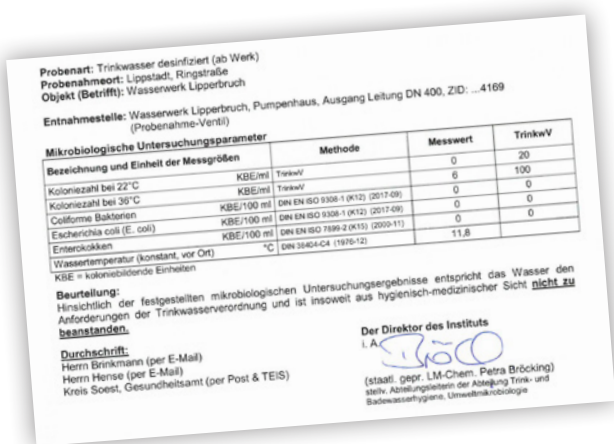 Probenart: Trinkwasser desinfiziert (ab Werk)
Probenahmeort: Lippstadt, Ringstraße
Objekt (Betrifft): Wasserwerk Lipperbruch
Entnahmestelle: Wasserwerk Lipperbruch, Pumpenhaus, Ausgang Leitung DN 400, ZID: ...4169
(Probenahme-Ventil)
Mikrobiologische Untersuchungsparameter
Bezeichnung und Einheit der Messgrößen Methode Messwert TrinkwV
Koloniezahl bei 22°C KBE/ml TrinkwV 0 20
Koloniezahl bei 36°C KBE/ml TrinkwV 6 100
Coliforme Bakterien KBE/100 ml DIN EN ISO 9308-1 (K12) (2017-09) 0 0
Escherichia coli (E. coli) KBE/100 ml DIN EN ISO 9308-1 (K12) (2017-09) 0 0
Enterokokken KBE/100 ml DIN EN ISO 7899-2 (K15) (2000-11) 0 0
Wassertemperatur (konstant, vor Ort) °C DIN 38404-C4 (1976-12) 11,8
KBE = koloniebildende Einheiten
Beurteilung:
Hinsichtlich der festgestellten mikrobiologischen Untersuchungsergebnisse entspricht das Wasser den
Anforderungen der Trinkwasserverordnung und ist insoweit aus hygienisch-medizinischer Sicht nicht zu
beanstanden.
Durchschrift:
Herrn Brinkmann (per E-Mail)
Herrn Hense (per E-Mail)
Kreis Soest, Gesundheitsamt (per Post & TEIS)
Der Direktor des Instituts
i. A.
(staatl. gepr. LM-Chem. Petra Bröcking)
stellv. Abteilungsleiterin der Abteilung Trink- und
Badewasserhygiene, Umweltmikrobiologie